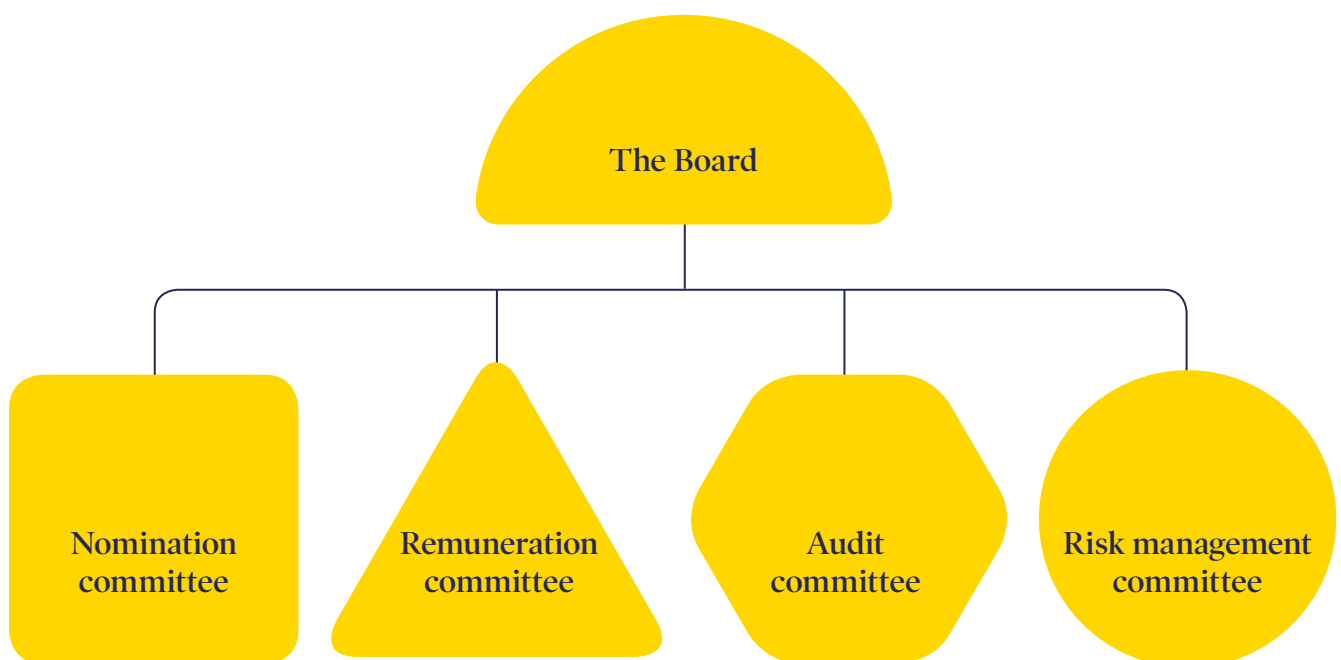 The Board
Nomination
committee
Remuneration
committee
Audit
committee
Risk management
committee